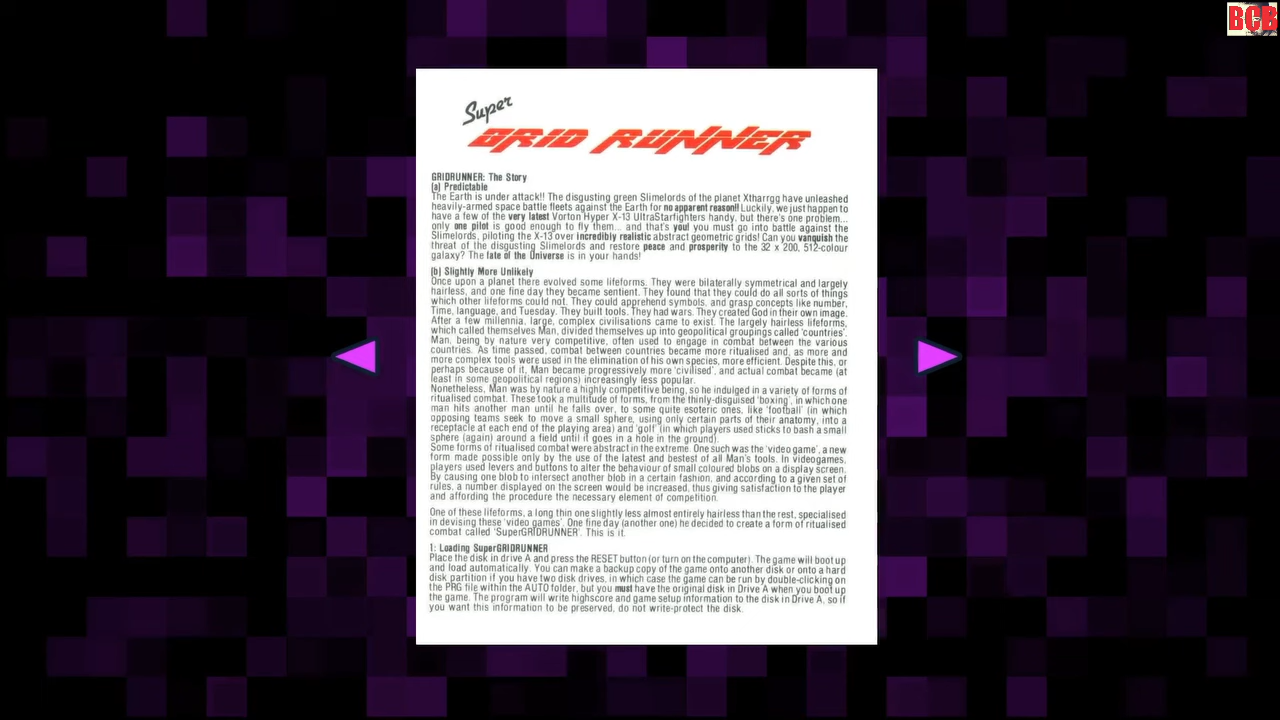 BCB
Super
GRID RUNNER
GRIDRUNNER: The Story
(a) Predictable
The Earth is under attack!! The disgusting green Slimelords of the planet Xtharrgg have unleashed
heavily-armed space battle fleets against the Earth for no apparent reason!! Luckily, we just happen to
have a few of the very latest Vorton Hyper X-13 UltraStarfighters handy, but there's one problem...
only one pilot is good enough to fly them... and that's you! you must go into battle against the
Slimelords, piloting the X-13 over incredibly realistic abstract geometric grids! Can you vanquish the
threat of the disgusting Slimelords and restore peace and prosperity to the 32 x 200, 512-colour
galaxy? The fate of the Universe is in your hands!
(b) Slightly More Unlikely
Once upon a planet there evolved some lifeforms. They were bilaterally symmetrical and largely
hairless, and one fine day they became sentient. They found that they could do all sorts of things
which other lifeforms could not. They could apprehend symbols, and grasp concepts like number,
Time, language, and Tuesday. They built tools. They had wars. They created God in their own image.
After a few millennia, large, complex civilisations came to exist. The largely hairless lifeforms,
which called themselves Man, divided themselves up into geopolitical groupings called 'countries'.
Man, being by nature very competitive, often used to engage in combat between the various
countries. As time passed, combat between countries became more ritualised and, as more and
more complex tools were used in the elimination of his own species, more efficient. Despite this, or
perhaps because of it, Man became progressively more 'civilised', and actual combat became (at
least in some geopolitical regions) increasingly less popular.
Nonetheless, Man was by nature a highly competitive being, so he indulged in a variety of forms of
ritualised combat. These took a multitude of forms, from the thinly-disguised 'boxing', in which one
man hits another man until he falls over, to some quite esoteric ones, like 'football' (in which
opposing teams seek to move a small sphere, using only certain parts of their anatomy, into a
receptacle at each end of the playing area) and 'golf' (in which players used sticks to bash a small
sphere (again) around a field until it goes in a hole in the ground).
Some forms of ritualised combat were abstract in the extreme. One such was the 'video game', a new
form made possible only by the use of the latest and bestest of all Man's tools. In videogames,
players used levers and buttons to alter the behaviour of small coloured blobs on a display screen.
By causing one blob to intersect another blob in a certain fashion, and according to a given set of
rules, a number displayed on the screen would be increased, thus giving satisfaction to the player
and affording the procedure the necessary element of competition.
One of these lifeforms, a long thin one slightly less almost entirely hairless than the rest, specialised
in devising these 'video games'. One fine day (another one) he decided to create a form of ritualised
combat called 'SuperGRIDRUNNER'. This is it.
1: Loading SuperGRIDRUNNER
Place the disk in drive A and press the RESET button (or turn on the computer). The game will boot up
and load automatically. You can make a backup copy of the game onto another disk or onto a hard
disk partition if you have two disk drives, in which case the game can be run by double-clicking on
the PRG file within the AUTO folder, but you must have the original disk in Drive A when you boot up
the game. The program will write highscore and game setup information to the disk in Drive A, so if
you want this information to be preserved, do not write-protect the disk.